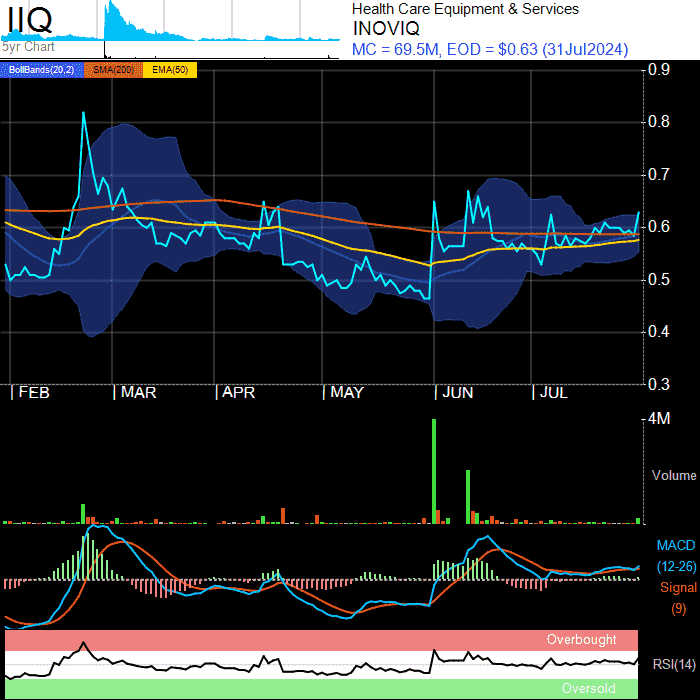 IIQ
5yr Chart
Health Care Equipment & Services
INOVIQ
MC = 69.5M, EOD = $0.63 (31Jul2024)
BollBands(20,2) SMA(200) EMA(50)
0.9
0.8
0.7
0.6
0.5
0.4
0.3
FEB MAR APR MAY JUN JUL
4M
Volume
MACD
(12-26)
Signal
(9)
Overbought
RSI(14)
Oversold